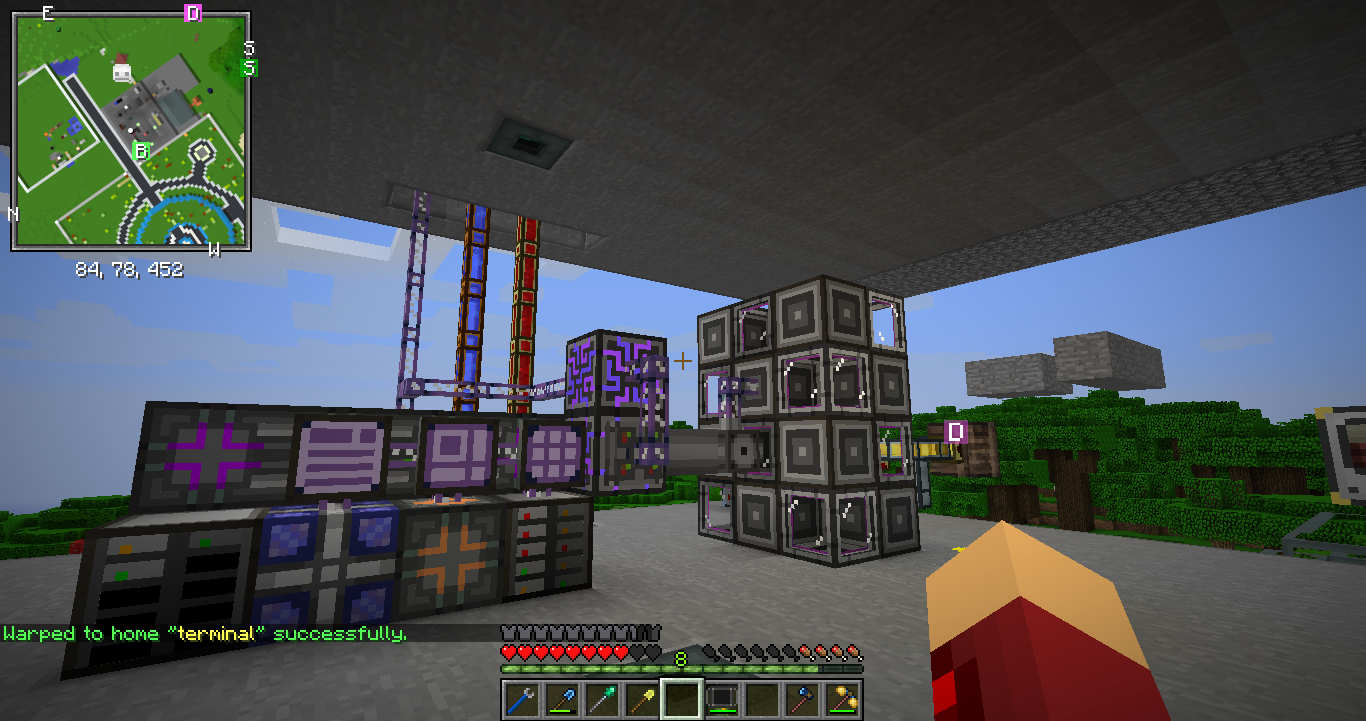 E D
S
S
B
N
W
84, 78, 452
D
Warped to home "terminal" successfully.
8